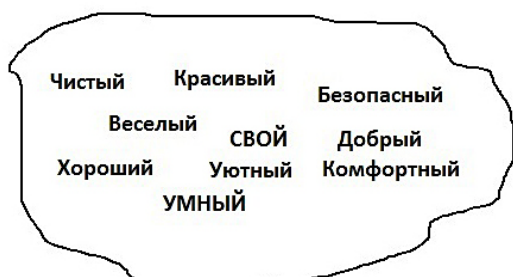 Чистый Красивый
Безопасный
Веселый
СВОЙ Добрый
Хороший Уютный Комфортный
УМНЫЙ